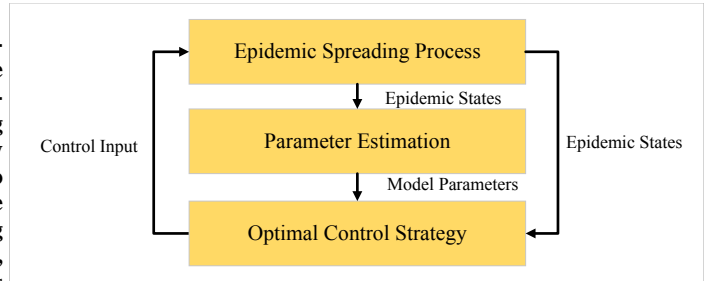 Epidemic Spreading Process
Epidemic States
Control Input
Parameter Estimation
Epidemic States
Model Parameters
Optimal Control Strategy